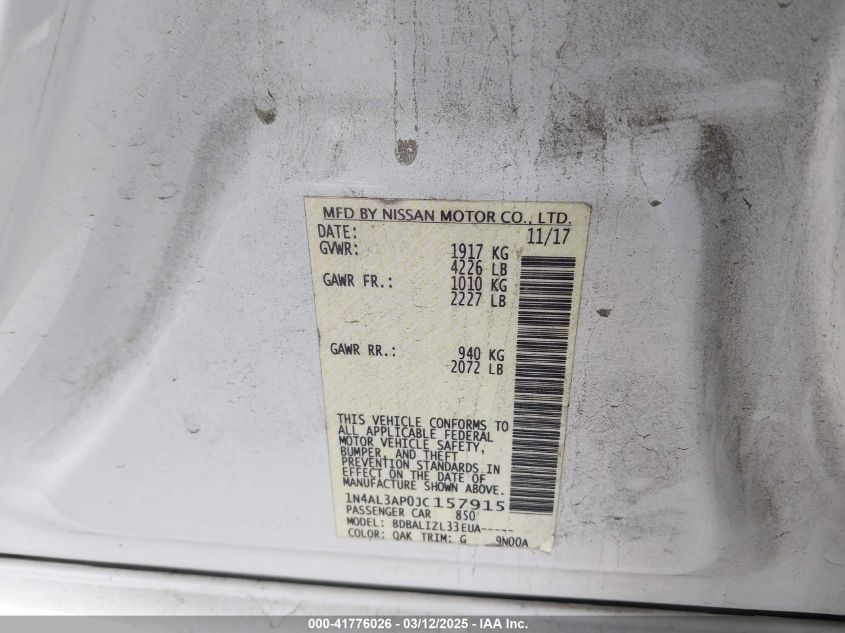 MFD BY NISSAN MOTOR CO., LTD.
DATE: 11/17
GVWR: 1917 KG
4226 LB
GAWR FR.: 1010 KG
2227 LB
GAWR RR.: 940 KG
2072 LB
THIS VEHICLE CONFORMS TO
ALL APPLICABLE FEDERAL
MOTOR VEHICLE SAFETY,
BUMPER, AND THEFT
PREVENTION STANDARDS IN
EFFECT ON THE DATE OF
MANUFACTURE SHOWN ABOVE.
1N4AL3AP0JC157915
PASSENGER CAR 850
MODEL: BDBALIZL33EUA-----
COLOR: QAK TRIM: G 9N00A
000-41776026 - 03/12/2025 - IAA Inc.